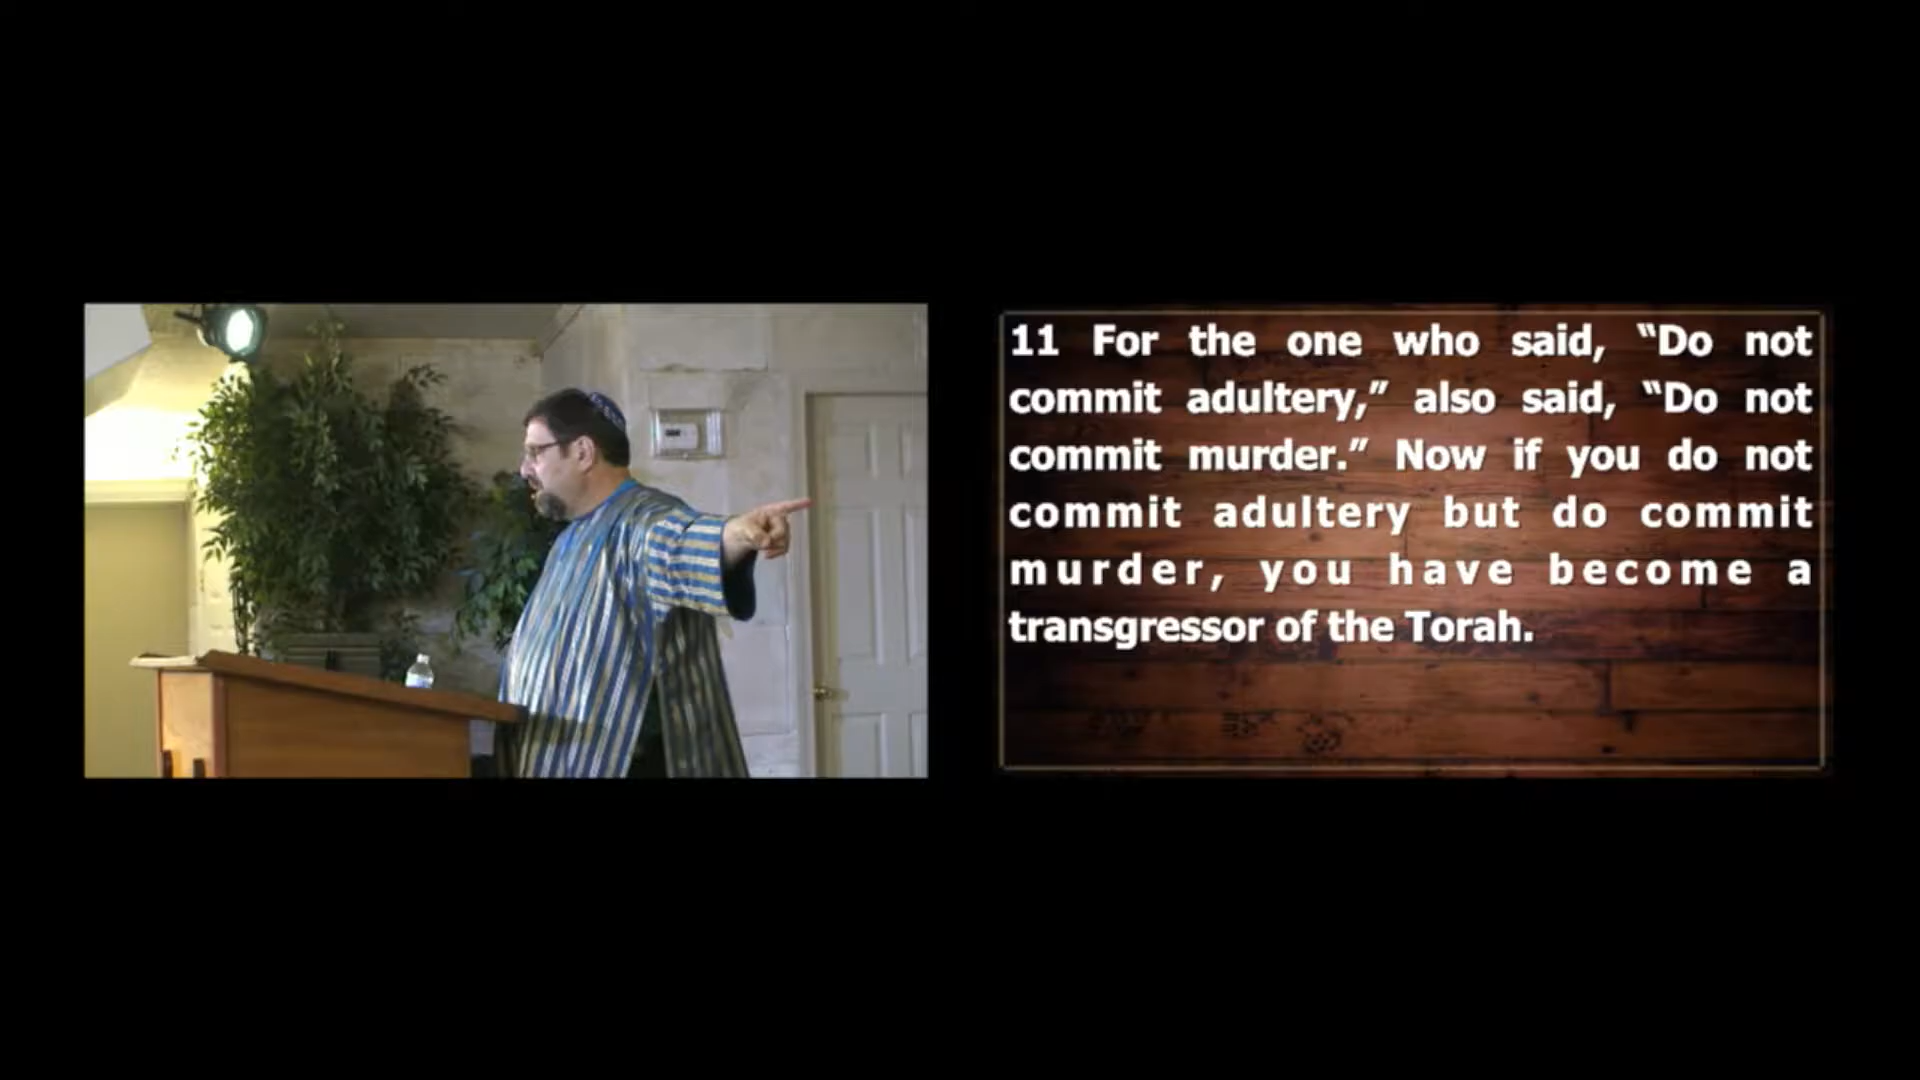 11 For the one who said, “Do not
commit adultery,” also said, “Do not
commit murder.” Now if you do not
commit adultery but do commit
murder, you have become a
transgressor of the Torah.